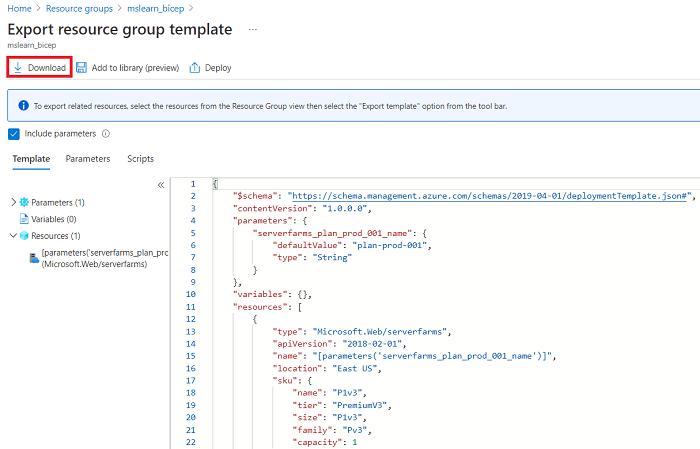 Home > Resource groups > mslearn_bicep >
Export resource group template ...
mslearn_bicep
Download Add to library (preview) Deploy
To export related resources, select the resources from the Resource Group view then select the "Export template" option from the tool bar.
Include parameters
Template Parameters Scripts
«
Parameters (1)
Variables (0)
Resources (1)
[parameters('serverfarms_plan_pro
(Microsoft.Web/serverfarms)
1 {
2 "$schema": "https://schema.management.azure.com/schemas/2019-04-01/deploymentTemplate.json#",
3 "contentVersion": "1.0.0.0",
4 "parameters": {
5 "serverfarms_plan_prod_001_name": {
6 "defaultValue": "plan-prod-001",
7 "type": "String"
8 }
9 },
10 "variables": {},
11 "resources": [
12 {
13 "type": "Microsoft.Web/serverfarms",
14 "apiVersion": "2018-02-01",
15 "name": "[parameters('serverfarms_plan_prod_001_name')]",
16 "location": "East US",
17 "sku": {
18 "name": "P1v3",
19 "tier": "PremiumV3",
20 "size": "P1v3",
21 "family": "Pv3",
22 "capacity": 1